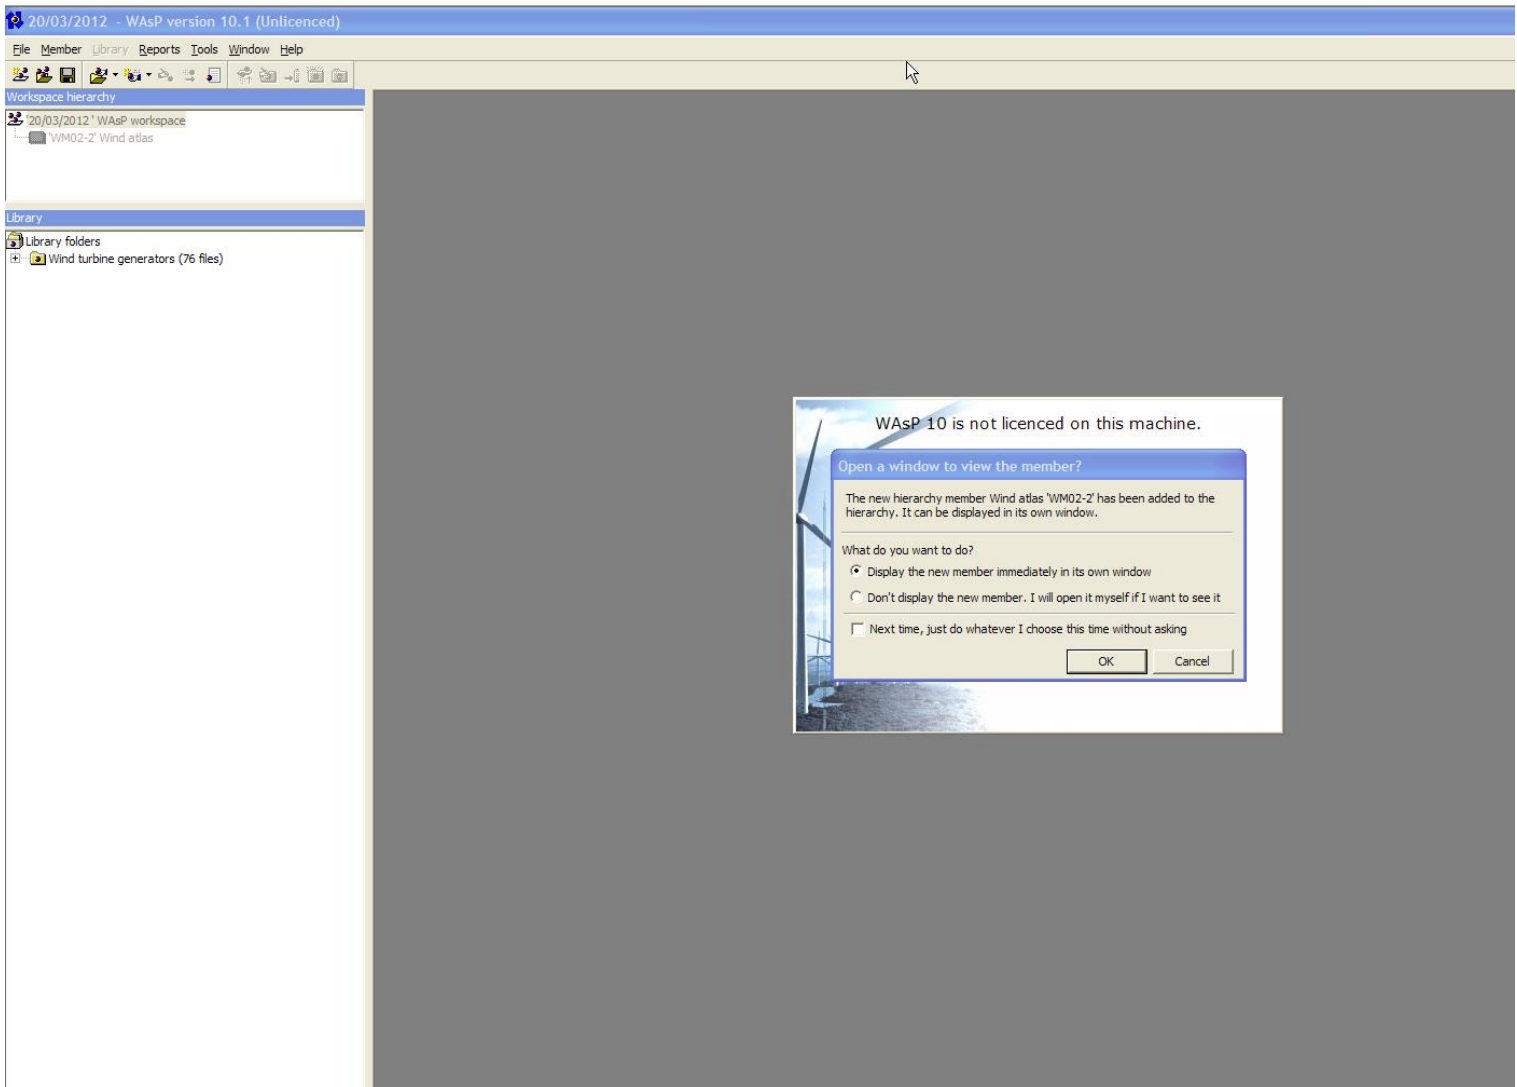 20/03/2012 - WAsP version 10.1 (Unlicenced)
File Member Library Reports Tools Window Help
Workspace hierarchy
'20/03/2012 ' WAsP workspace
'WM02-2' Wind atlas
Library
Library folders
Wind turbine generators (76 files)
WAsP 10 is not licenced on this machine.
Open a window to view the member?
The new hierarchy member Wind atlas 'WM02-2' has been added to the
hierarchy. It can be displayed in its own window.
What do you want to do?
Display the new member immediately in its own window
Don't display the new member. I will open it myself if I want to see it
Next time, just do whatever I choose this time without asking
OK Cancel